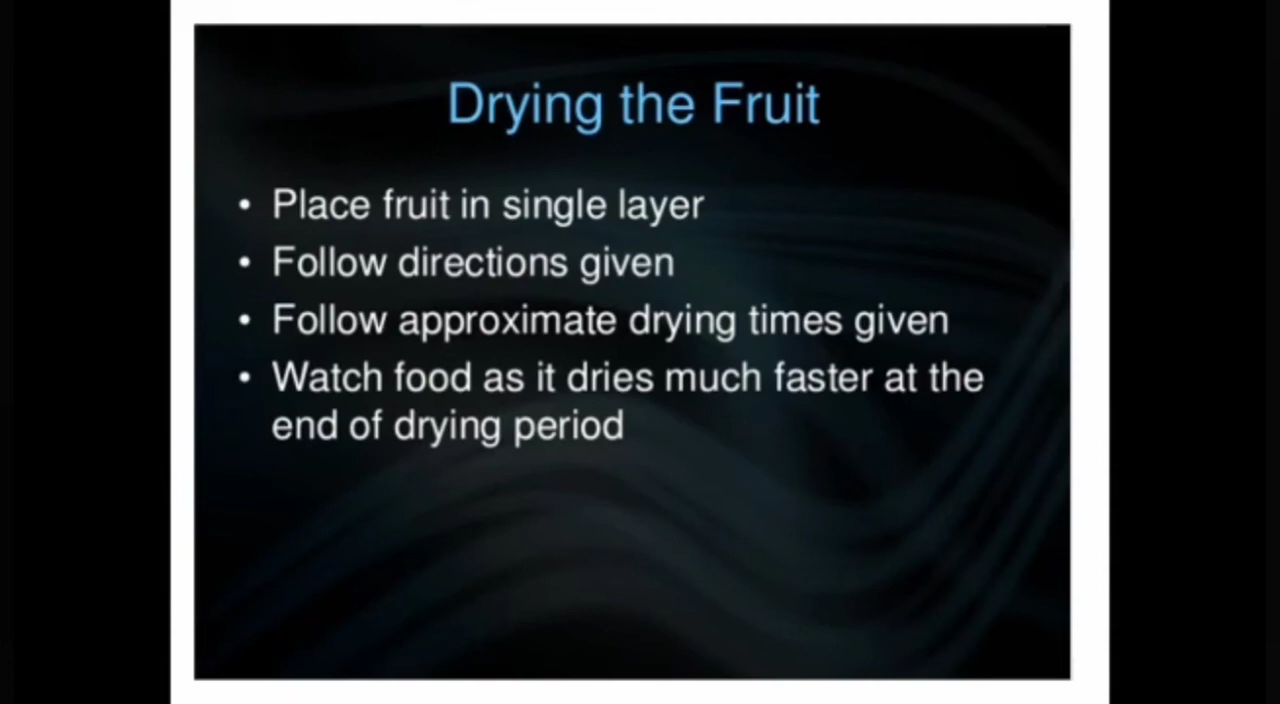 Drying the Fruit
• Place fruit in single layer
• Follow directions given
• Follow approximate drying times given
• Watch food as it dries much faster at the
end of drying period